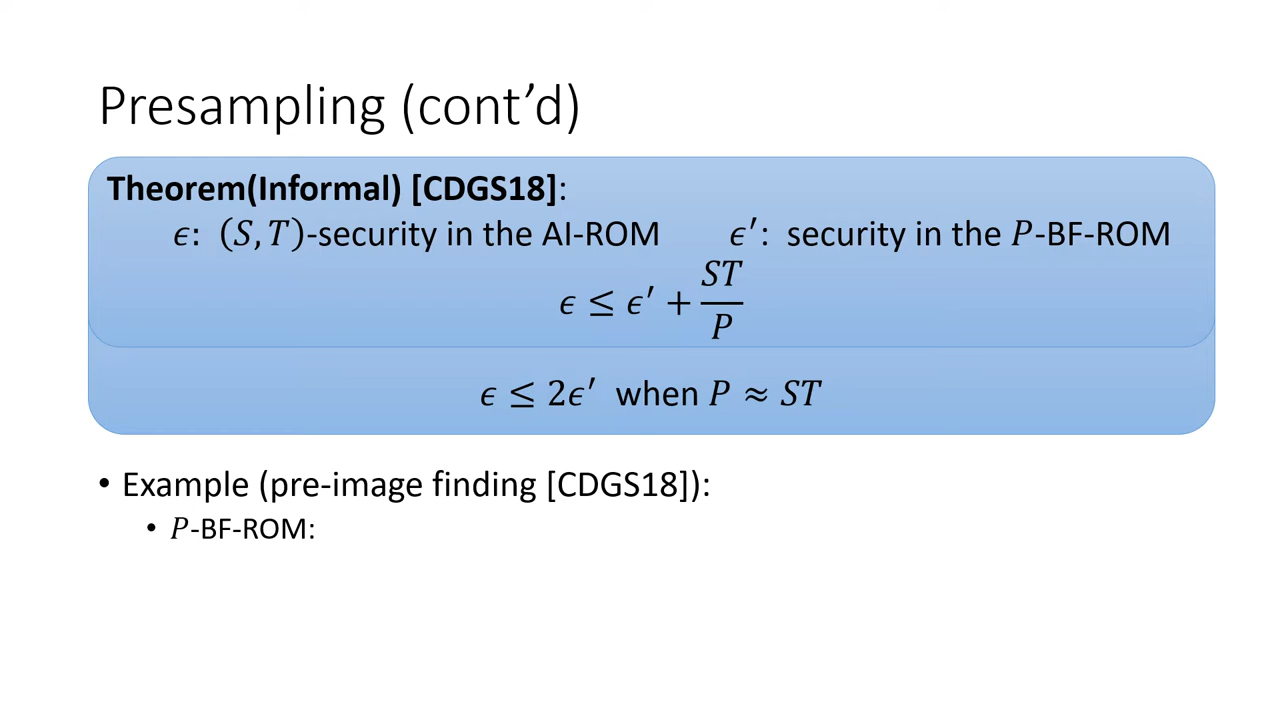 Presampling (cont’d)
Theorem(Informal) [CDGS18]:
ϵ: (S, T)-security in the AI-ROM ϵ′: security in the P-BF-ROM
ϵ ≤ ϵ′ + ST/P
ϵ ≤ 2ϵ′ when P ≈ ST
• Example (pre-image finding [CDGS18]):
• P-BF-ROM: